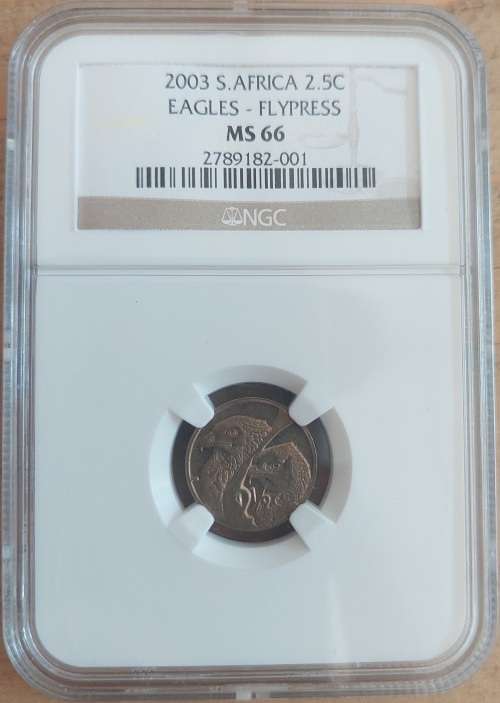 2003 S.AFRICA 2.5C
EAGLES - FLYPRESS
MS 66
2789182-001
NGC